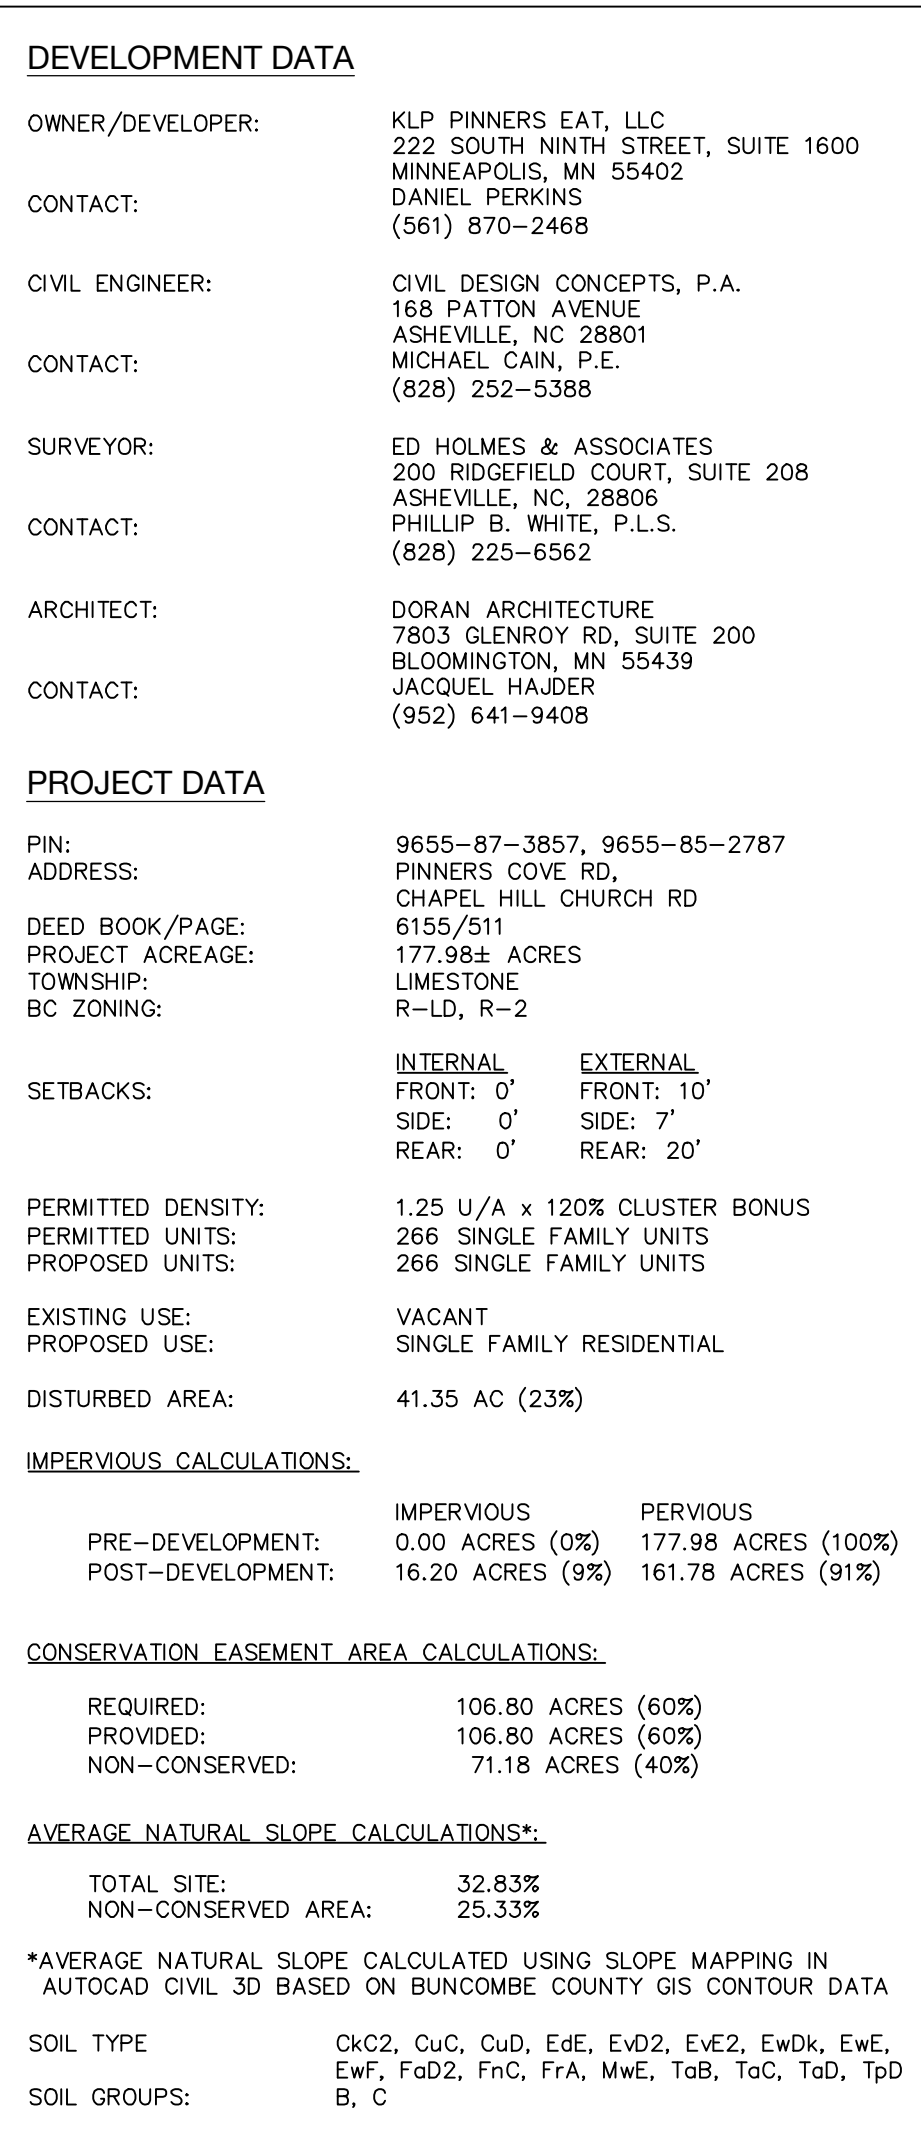 DEVELOPMENT DATA
OWNER/DEVELOPER: KLP PINNERS EAT, LLC
222 SOUTH NINTH STREET, SUITE 1600
MINNEAPOLIS, MN 55402
CONTACT: DANIEL PERKINS
(561) 870-2468
CIVIL ENGINEER: CIVIL DESIGN CONCEPTS, P.A.
168 PATTON AVENUE
ASHEVILLE, NC 28801
CONTACT: MICHAEL CAIN, P.E.
(828) 252-5388
SURVEYOR: ED HOLMES & ASSOCIATES
200 RIDGEFIELD COURT, SUITE 208
ASHEVILLE, NC, 28806
CONTACT: PHILLIP B. WHITE, P.L.S.
(828) 225-6562
ARCHITECT: DORAN ARCHITECTURE
7803 GLENROY RD, SUITE 200
BLOOMINGTON, MN 55439
CONTACT: JACQUEL HAJDER
(952) 641-9408
PROJECT DATA
PIN: 9655-87-3857, 9655-85-2787
ADDRESS: PINNERS COVE RD,
CHAPEL HILL CHURCH RD
DEED BOOK/PAGE: 6155/511
PROJECT ACREAGE: 177.98± ACRES
TOWNSHIP: LIMESTONE
BC ZONING: R-LD, R-2
INTERNAL EXTERNAL
SETBACKS: FRONT: 0' FRONT: 10'
SIDE: 0' SIDE: 7'
REAR: 0' REAR: 20'
PERMITTED DENSITY: 1.25 U/A x 120% CLUSTER BONUS
PERMITTED UNITS: 266 SINGLE FAMILY UNITS
PROPOSED UNITS: 266 SINGLE FAMILY UNITS
EXISTING USE: VACANT
PROPOSED USE: SINGLE FAMILY RESIDENTIAL
DISTURBED AREA: 41.35 AC (23%)
IMPERVIOUS CALCULATIONS:
IMPERVIOUS PERVIOUS
PRE-DEVELOPMENT: 0.00 ACRES (0%) 177.98 ACRES (100%)
POST-DEVELOPMENT: 16.20 ACRES (9%) 161.78 ACRES (91%)
CONSERVATION EASEMENT AREA CALCULATIONS:
REQUIRED: 106.80 ACRES (60%)
PROVIDED: 106.80 ACRES (60%)
NON-CONSERVED: 71.18 ACRES (40%)
AVERAGE NATURAL SLOPE CALCULATIONS*:
TOTAL SITE: 32.83%
NON-CONSERVED AREA: 25.33%
*AVERAGE NATURAL SLOPE CALCULATED USING SLOPE MAPPING IN
AUTOCAD CIVIL 3D BASED ON BUNCOMBE COUNTY GIS CONTOUR DATA
SOIL TYPE CkC2, CuC, CuD, EdE, EvD2, EvE2, EwDk, EwE,
EwF, FaD2, FnC, FrA, MwE, TaB, TaC, TaD, TpD
SOIL GROUPS: B, C